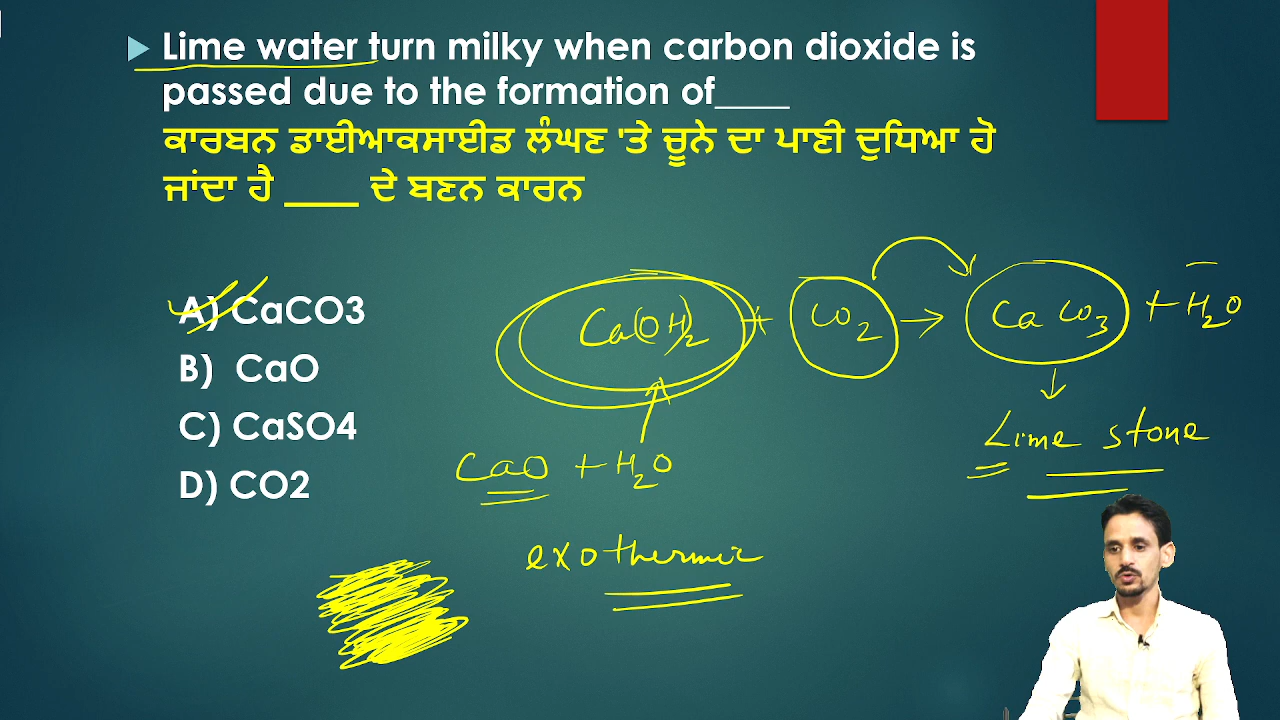 Lime water turn milky when carbon dioxide is
passed due to the formation of____
ਕਾਰਬਨ ਡਾਈਆਕਸਾਈਡ ਲੰਘਣ 'ਤੇ ਚੂਨੇ ਦਾ ਪਾਣੀ ਦੁਧਿਆ ਹੋ
ਜਾਂਦਾ ਹੈ ____ ਦੇ ਬਣਨ ਕਾਰਨ
A) CaCO3
B) CaO
C) CaSO4
D) CO2
Ca(OH)2 + CO2 → CaCO3 + H2O
Lime stone
CaO + H2O
exothermic